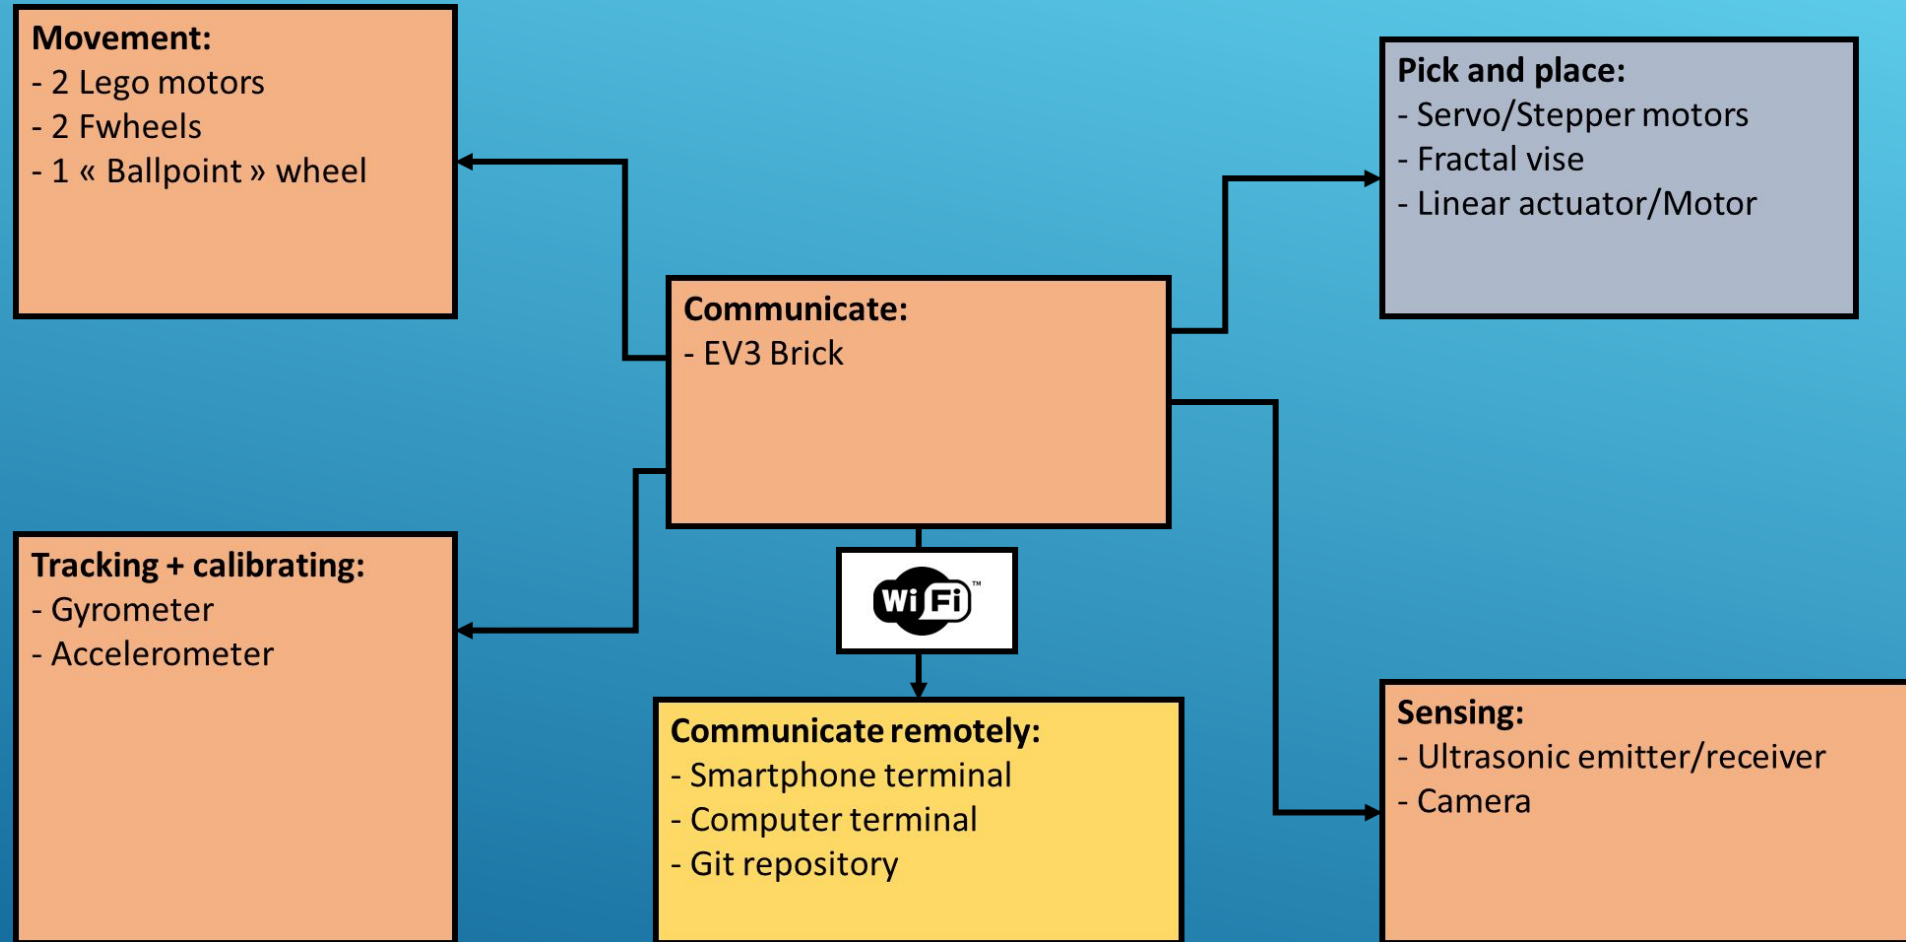 Movement:
- 2 Lego motors
- 2 Fwheels
- 1 « Ballpoint » wheel
Pick and place:
- Servo/Stepper motors
- Fractal vise
- Linear actuator/Motor
Communicate:
- EV3 Brick
Tracking + calibrating:
- Gyrometer
- Accelerometer
Wi Fi ™
Communicate remotely:
- Smartphone terminal
- Computer terminal
- Git repository
Sensing:
- Ultrasonic emitter/receiver
- Camera